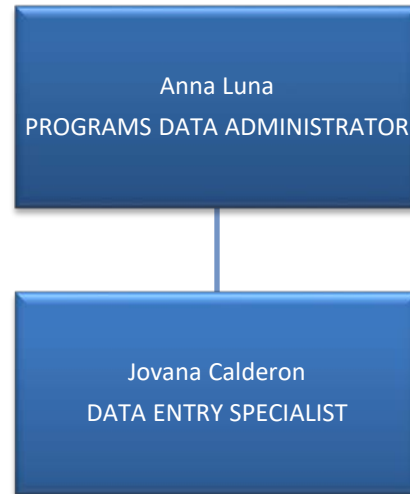 Anna Luna
PROGRAMS DATA ADMINISTRATOR
Jovana Calderon
DATA ENTRY SPECIALIST